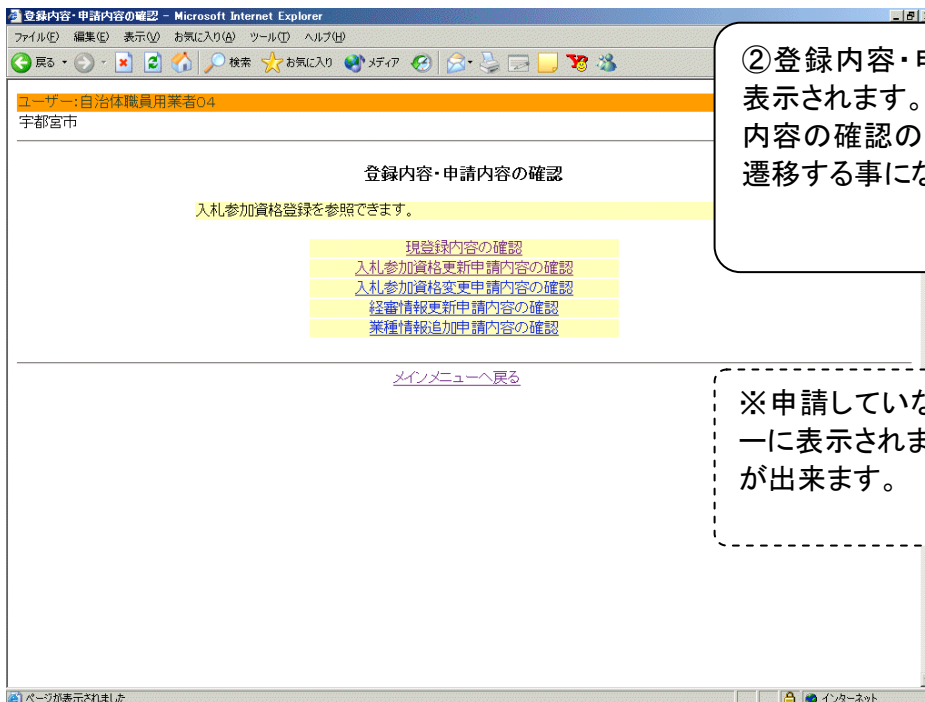 登録内容・申請内容の確認 - Microsoft Internet Explorer
ファイル(F) 編集(E) 表示(V) お気に入り(A) ツール(T) ヘルプ(H)
戻る 検索 お気に入り メディア
ユーザー:自治体職員用業者04
宇都宮市
登録内容・申請内容の確認
入札参加資格登録を参照できます。
現登録内容の確認
入札参加資格更新申請内容の確認
入札参加資格変更申請内容の確認
経審情報更新申請内容の確認
業種情報追加申請内容の確認
メインメニューへ戻る
②登録内容・
表示されます。
内容の確認の
遷移する事に
※申請していな
ーに表示されま
が出来ます。
ページが表示されました
インターネット